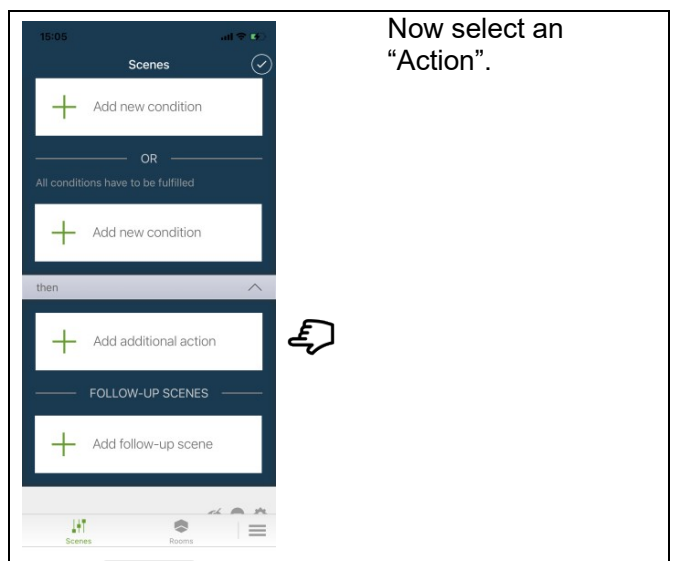 15:05
Scenes
Add new condition
OR
All conditions have to be fulfilled
Add new condition
then
Add additional action
FOLLOW-UP SCENES
Add follow-up scene
Scenes
Rooms
Now select an
“Action”.